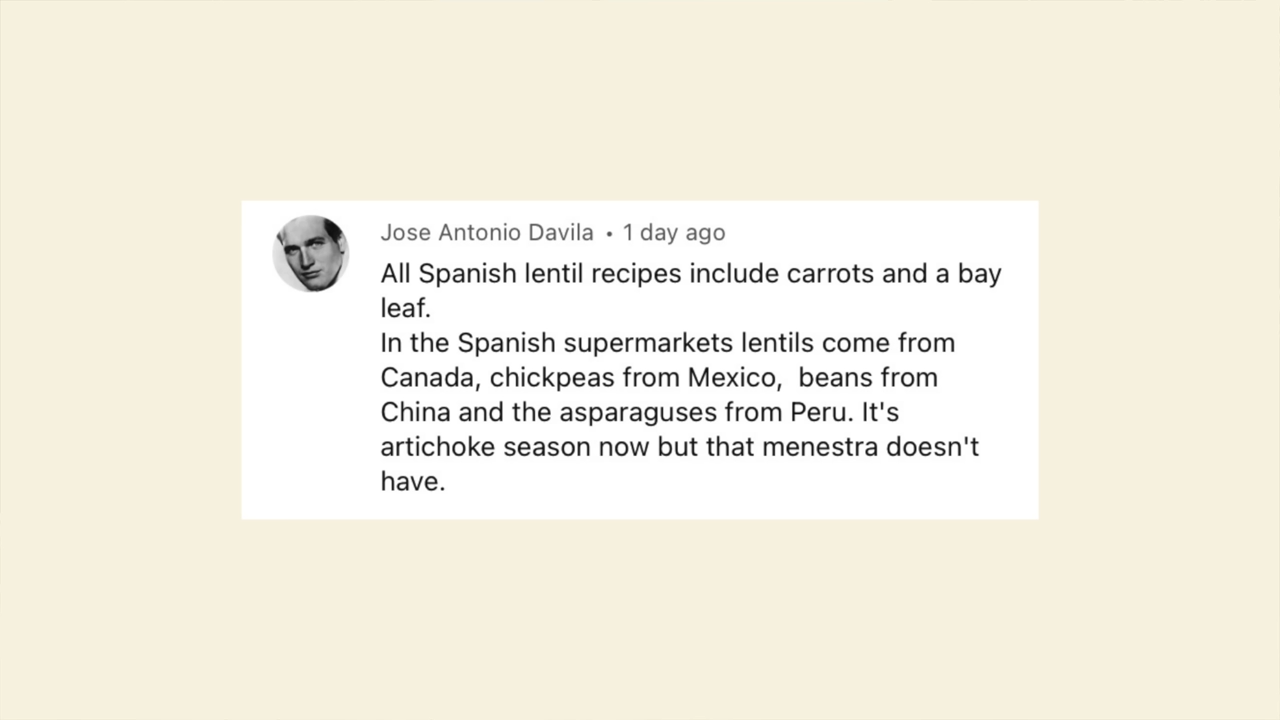 Jose Antonio Davila • 1 day ago
All Spanish lentil recipes include carrots and a bay
leaf.
In the Spanish supermarkets lentils come from
Canada, chickpeas from Mexico,  beans from
China and the asparaguses from Peru. It's
artichoke season now but that menestra doesn't
have.